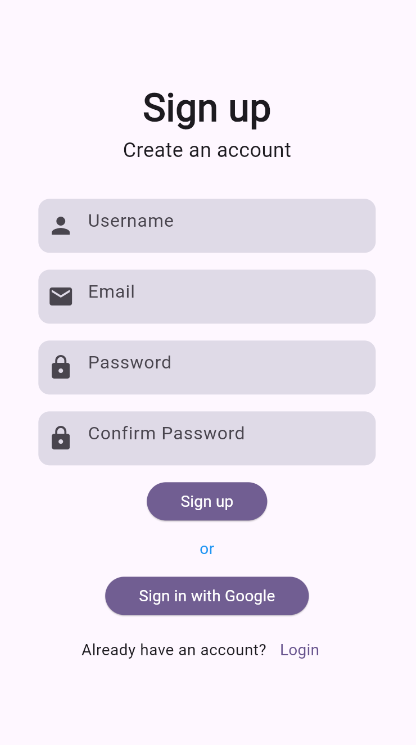 Sign up
Create an account
Username
Email
Password
Confirm Password
Sign up
or
Sign in with Google
Already have an account? Login